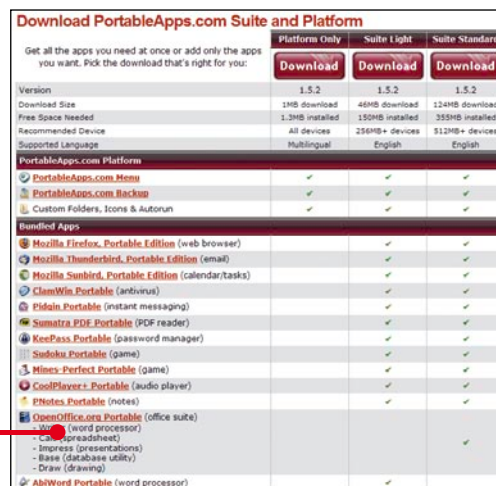 Download PortableApps.com Suite and Platform
Get all the apps you need at once or add only the apps
you want. Pick the download that's right for you:
Platform Only Suite Light Suite Standard
Download Download Download
Version 1.5.2 1.5.2 1.5.2
Download Size 1MB download 46MB download 124MB download
Free Space Needed 1.3MB installed 150MB installed 355MB installed
Recommended Device All devices 256MB+ devices 512MB+ devices
Supported Language Multilingual English English
PortableApps.com Platform
PortableApps.com Menu ✔ ✔ ✔
PortableApps.com Backup ✔ ✔ ✔
Custom Folders, Icons & Autorun ✔ ✔ ✔
Bundled Apps
Mozilla Firefox, Portable Edition (web browser) ✔ ✔
Mozilla Thunderbird, Portable Edition (email) ✔ ✔
Mozilla Sunbird, Portable Edition (calendar/tasks) ✔ ✔
ClamWin Portable (antivirus) ✔ ✔
Pidgin Portable (instant messaging) ✔ ✔
Sumatra PDF Portable (PDF reader) ✔ ✔
KeePass Portable (password manager) ✔ ✔
Sudoku Portable (game) ✔ ✔
Mines-Perfect Portable (game) ✔ ✔
CoolPlayer+ Portable (audio player) ✔ ✔
PNotes Portable (notes) ✔ ✔
OpenOffice.org Portable (office suite) ✔
- (word processor)
- (spreadsheet)
- Impress (presentations)
- Base (database utility)
- Draw (drawing)
AbiWord Portable (word processor) ✔